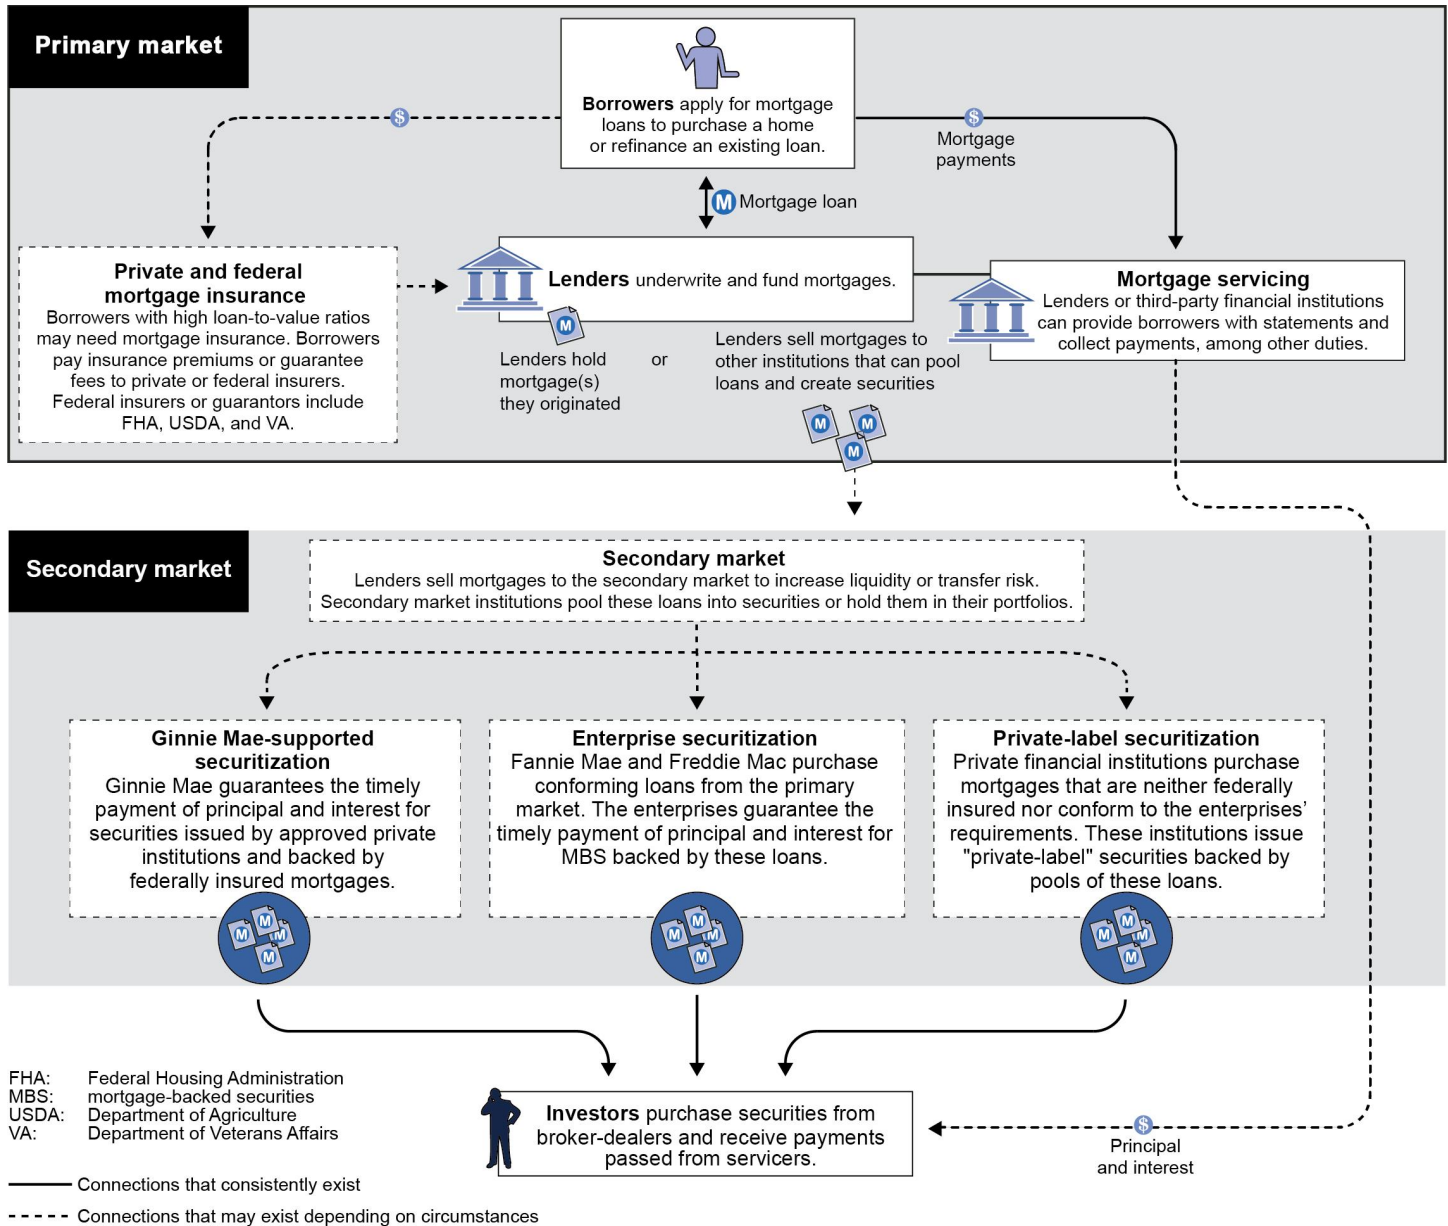 Primary market
Borrowers apply for mortgage
loans to purchase a home
or refinance an existing loan.
$
$
Mortgage
payments
M Mortgage loan
Private and federal
mortgage insurance
Borrowers with high loan-to-value ratios
may need mortgage insurance. Borrowers
pay insurance premiums or guarantee
fees to private or federal insurers.
Federal insurers or guarantors include
FHA, USDA, and VA.
Lenders underwrite and fund mortgages.
M
Lenders hold
mortgage(s)
they originated
or
Lenders sell mortgages to
other institutions that can pool
loans and create securities
M
M
M
Mortgage servicing
Lenders or third-party financial institutions
can provide borrowers with statements and
collect payments, among other duties.
Secondary market
Secondary market
Lenders sell mortgages to the secondary market to increase liquidity or transfer risk.
Secondary market institutions pool these loans into securities or hold them in their portfolios.
Ginnie Mae-supported
securitization
Ginnie Mae guarantees the timely
payment of principal and interest for
securities issued by approved private
institutions and backed by
federally insured mortgages.
M
M
M
M
Enterprise securitization
Fannie Mae and Freddie Mac purchase
conforming loans from the primary
market. The enterprises guarantee the
timely payment of principal and interest for
MBS backed by these loans.
M
M
M
M
Private-label securitization
Private financial institutions purchase
mortgages that are neither federally
insured nor conform to the enterprises’
requirements. These institutions issue
"private-label" securities backed by
pools of these loans.
M
M
M
M
Investors purchase securities from
broker-dealers and receive payments
passed from servicers.
$
Principal
and interest
FHA: Federal Housing Administration
MBS: mortgage-backed securities
USDA: Department of Agriculture
VA: Department of Veterans Affairs
Connections that consistently exist
Connections that may exist depending on circumstances